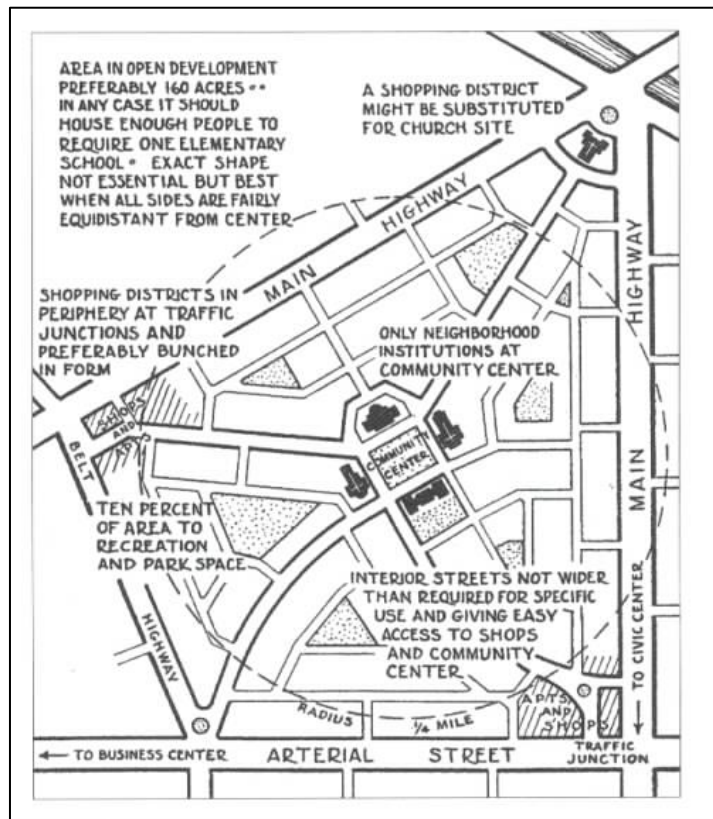 AREA IN OPEN DEVELOPMENT
PREFERABLY 160 ACRES • •
IN ANY CASE IT SHOULD
HOUSE ENOUGH PEOPLE TO
REQUIRE ONE ELEMENTARY
SCHOOL • EXACT SHAPE
NOT ESSENTIAL BUT BEST
WHEN ALL SIDES ARE FAIRLY
EQUIDISTANT FROM CENTER
A SHOPPING DISTRICT
MIGHT BE SUBSTITUTED
FOR CHURCH SITE
MAIN HIGHWAY
HIGHWAY
MAIN
SHOPPING DISTRICTS IN
PERIPHERY AT TRAFFIC
JUNCTIONS AND
PREFERABLY BUNCHED
IN FORM
ONLY NEIGHBORHOOD
INSTITUTIONS AT
COMMUNITY CENTER
SHOPS
AND
APTS
BELT
HIGHWAY
COMMUNITY
CENTER
TEN PERCENT
OF AREA TO
RECREATION
AND PARK SPACE
INTERIOR STREETS NOT WIDER
THAN REQUIRED FOR SPECIFIC
USE AND GIVING EASY
ACCESS TO SHOPS
AND COMMUNITY
CENTER
→ TO CIVIC CENTER
RADIUS 1/4 MILE
APTS
AND
SHOPS
← TO BUSINESS CENTER
ARTERIAL STREET
TRAFFIC
JUNCTION